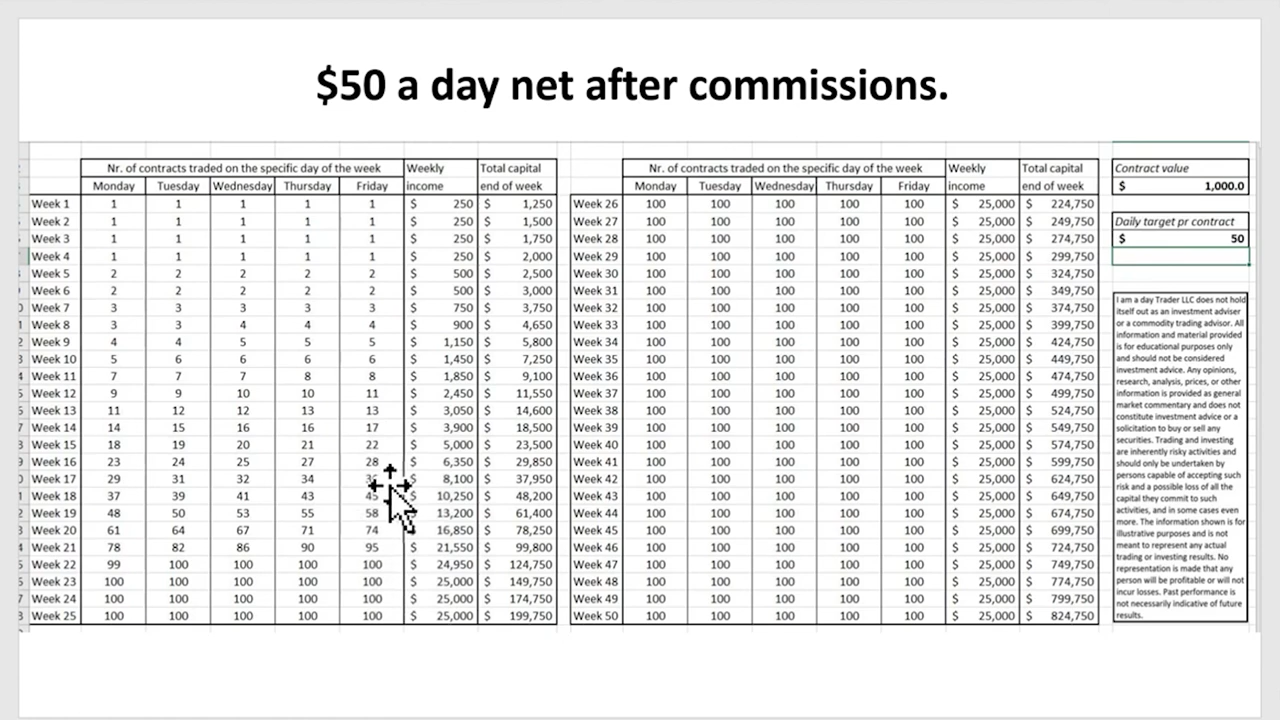 $50 a day net after commissions.
Nr. of contracts traded on the specific day of the week Weekly Total capital Nr. of contracts traded on the specific day of the week Weekly Total capital
Monday Tuesday Wednesday Thursday Friday income end of week Monday Tuesday Wednesday Thursday Friday income end of week
Week 1 1 1 1 1 1 $ 250 $ 1,250 Week 26 100 100 100 100 100 $ 25,000 $ 224,750
Week 2 1 1 1 1 1 $ 250 $ 1,500 Week 27 100 100 100 100 100 $ 25,000 $ 249,750
Week 3 1 1 1 1 1 $ 250 $ 1,750 Week 28 100 100 100 100 100 $ 25,000 $ 274,750
Week 4 1 1 1 1 1 $ 250 $ 2,000 Week 29 100 100 100 100 100 $ 25,000 $ 299,750
Week 5 2 2 2 2 2 $ 500 $ 2,500 Week 30 100 100 100 100 100 $ 25,000 $ 324,750
Week 6 2 2 2 2 2 $ 500 $ 3,000 Week 31 100 100 100 100 100 $ 25,000 $ 349,750
Week 7 3 3 3 3 3 $ 750 $ 3,750 Week 32 100 100 100 100 100 $ 25,000 $ 374,750
Week 8 3 3 4 4 4 $ 900 $ 4,650 Week 33 100 100 100 100 100 $ 25,000 $ 399,750
Week 9 4 4 5 5 5 $ 1,150 $ 5,800 Week 34 100 100 100 100 100 $ 25,000 $ 424,750
Week 10 5 6 6 6 6 $ 1,450 $ 7,250 Week 35 100 100 100 100 100 $ 25,000 $ 449,750
Week 11 7 7 7 8 8 $ 1,850 $ 9,100 Week 36 100 100 100 100 100 $ 25,000 $ 474,750
Week 12 9 9 10 10 11 $ 2,450 $ 11,550 Week 37 100 100 100 100 100 $ 25,000 $ 499,750
Week 13 11 12 12 13 13 $ 3,050 $ 14,600 Week 38 100 100 100 100 100 $ 25,000 $ 524,750
Week 14 14 15 16 16 17 $ 3,900 $ 18,500 Week 39 100 100 100 100 100 $ 25,000 $ 549,750
Week 15 18 19 20 21 22 $ 5,000 $ 23,500 Week 40 100 100 100 100 100 $ 25,000 $ 574,750
Week 16 23 24 25 27 28 $ 6,350 $ 29,850 Week 41 100 100 100 100 100 $ 25,000 $ 599,750
Week 17 29 31 32 34 $ 8,100 $ 37,950 Week 42 100 100 100 100 100 $ 25,000 $ 624,750
Week 18 37 39 41 43 45 $ 10,250 $ 48,200 Week 43 100 100 100 100 100 $ 25,000 $ 649,750
Week 19 48 50 53 55 58 $ 13,200 $ 61,400 Week 44 100 100 100 100 100 $ 25,000 $ 674,750
Week 20 61 64 67 71 74 $ 16,850 $ 78,250 Week 45 100 100 100 100 100 $ 25,000 $ 699,750
Week 21 78 82 86 90 95 $ 21,550 $ 99,800 Week 46 100 100 100 100 100 $ 25,000 $ 724,750
Week 22 99 100 100 100 100 $ 24,950 $ 124,750 Week 47 100 100 100 100 100 $ 25,000 $ 749,750
Week 23 100 100 100 100 100 $ 25,000 $ 149,750 Week 48 100 100 100 100 100 $ 25,000 $ 774,750
Week 24 100 100 100 100 100 $ 25,000 $ 174,750 Week 49 100 100 100 100 100 $ 25,000 $ 799,750
Week 25 100 100 100 100 100 $ 25,000 $ 199,750 Week 50 100 100 100 100 100 $ 25,000 $ 824,750
Contract value
$ 1,000.0
Daily target pr contract
$ 50
I am a day Trader LLC does not hold
itself out as an investment adviser
or a commodity trading advisor. All
information and material provided
is for educational purposes only
and should not be considered
investment advice. Any opinions,
research, analysis, prices, or other
information is provided as general
market commentary and does not
constitute investment advice or a
solicitation to buy or sell any
securities. Trading and investing
are inherently risky activities and
should only be undertaken by
persons capable of accepting such
risk and a possible loss of all the
capital they commit to such
activities, and in some cases even
more. The information shown is for
illustrative purposes and is not
meant to represent any actual
trading or investing results. No
representation is made that any
person will be profitable or will not
incur losses. Past performance is
not necessarily indicative of future
results.